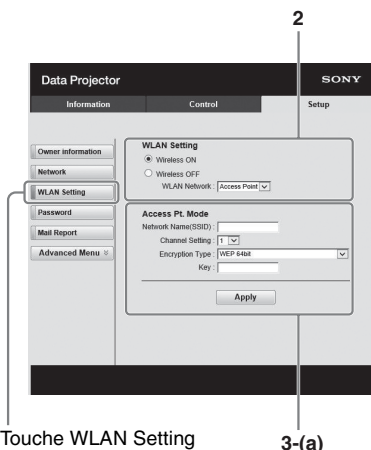 2
Data Projector
SONY
Information
Control
Setup
Owner information
Network
WLAN Setting
Password
Mail Report
Advanced Menu
WLAN Setting
Wireless ON
Wireless OFF
WLAN Network : Access Point
Access Pt. Mode
Network Name(SSID) :
Channel Setting : 1
Encryption Type : WEP 64bit
Key :
Apply
Touche WLAN Setting
3-(a)